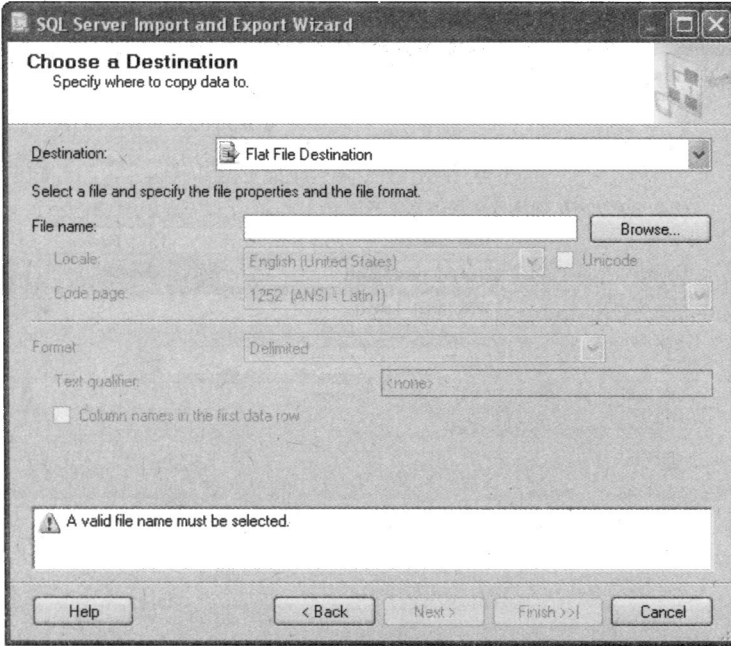 SQL Server Import and Export Wizard
Choose a Destination
Specify where to copy data to.
Destination: Flat File Destination
Select a file and specify the file properties and the file format.
File name: Browse...
Locale: English (United States) Unicode
Code page: 1252 (ANSI - Latin I)
Format: Delimited
Text qualifier: <none>
Column names in the first data row
A valid file name must be selected.
Help < Back Next > Finish >>| Cancel